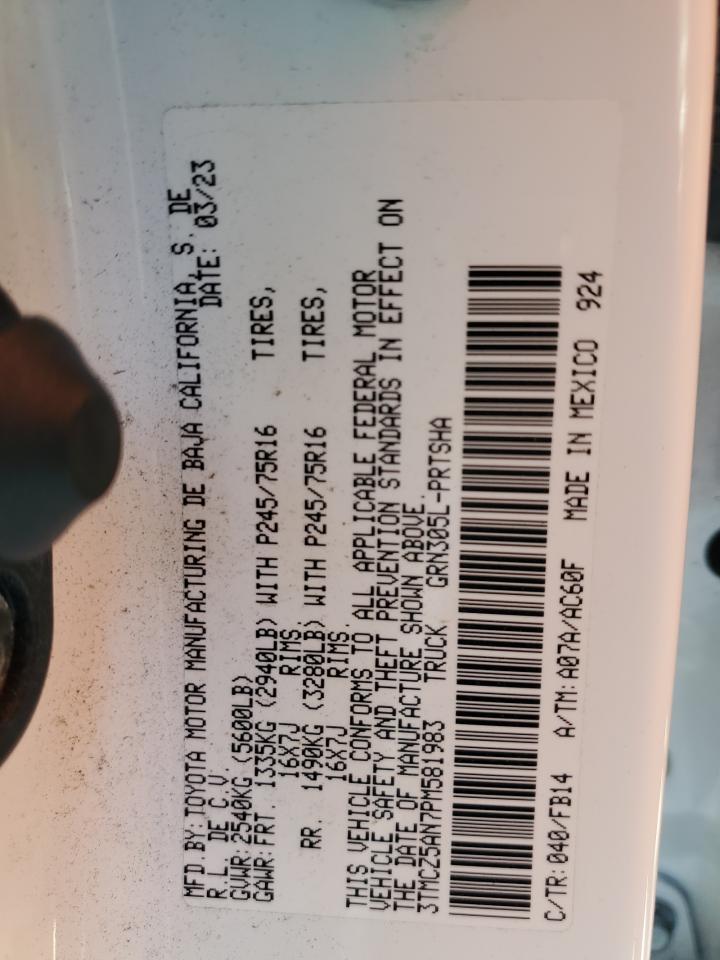 MFD.BY:TOYOTA MOTOR MANUFACTURING DE BAJA CALIFORNIA, S. DE
R.L. DE C.V. DATE: 03/23
GVWR:2540KG (5600LB)
GAWR:FRT. 1335KG (2940LB) WITH P245/75R16 TIRES,
16X7J RIMS
RR. 1490KG (3280LB) WITH P245/75R16 TIRES,
16X7J RIMS.
THIS VEHICLE CONFORMS TO ALL APPLICABLE FEDERAL MOTOR
VEHICLE SAFETY AND THEFT PREVENTION STANDARDS IN EFFECT ON
THE DATE OF MANUFACTURE SHOWN ABOVE.
3TMCZ5AN7PM581983 TRUCK GRN305L-PRTSHA
C/TR:040/FB14 A/TM:A07A/AC60F MADE IN MEXICO 924